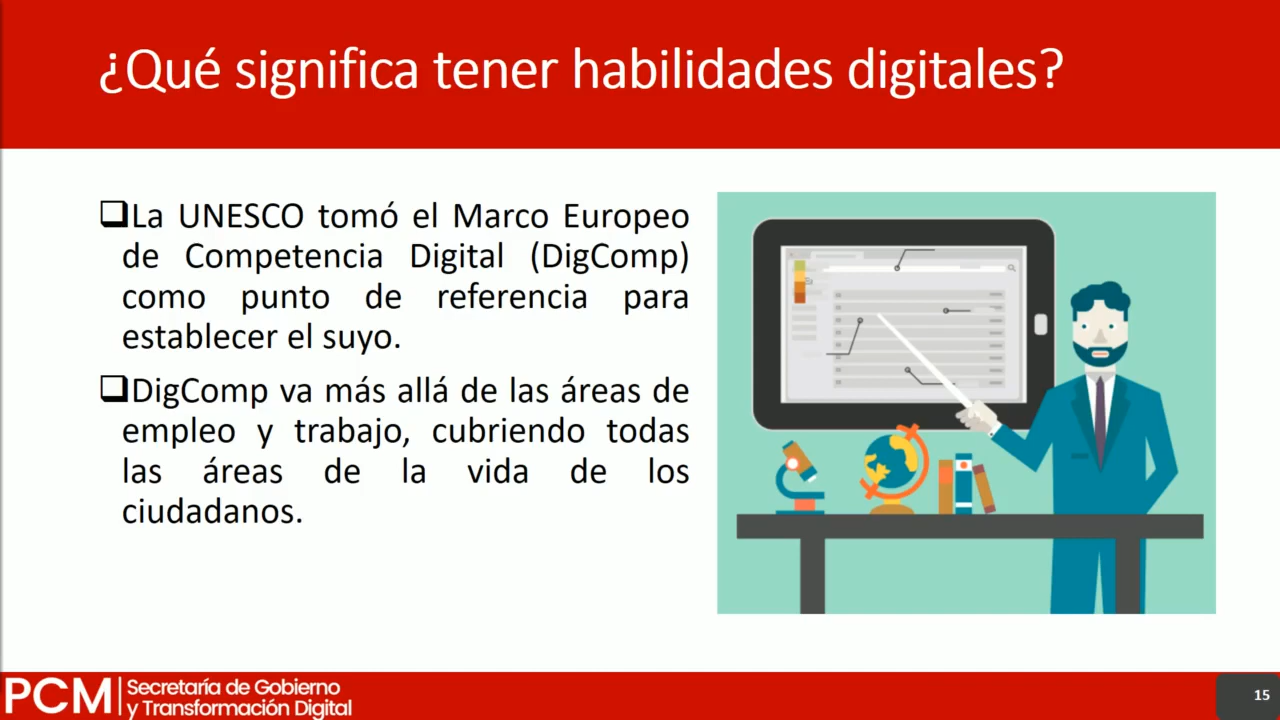 ¿Qué significa tener habilidades digitales?
❑La UNESCO tomó el Marco Europeo
de Competencia Digital (DigComp)
como punto de referencia para
establecer el suyo.
❑DigComp va más allá de las áreas de
empleo y trabajo, cubriendo todas
las áreas de la vida de los
ciudadanos.
PCM
Secretaría de Gobierno
y Transformación Digital
15